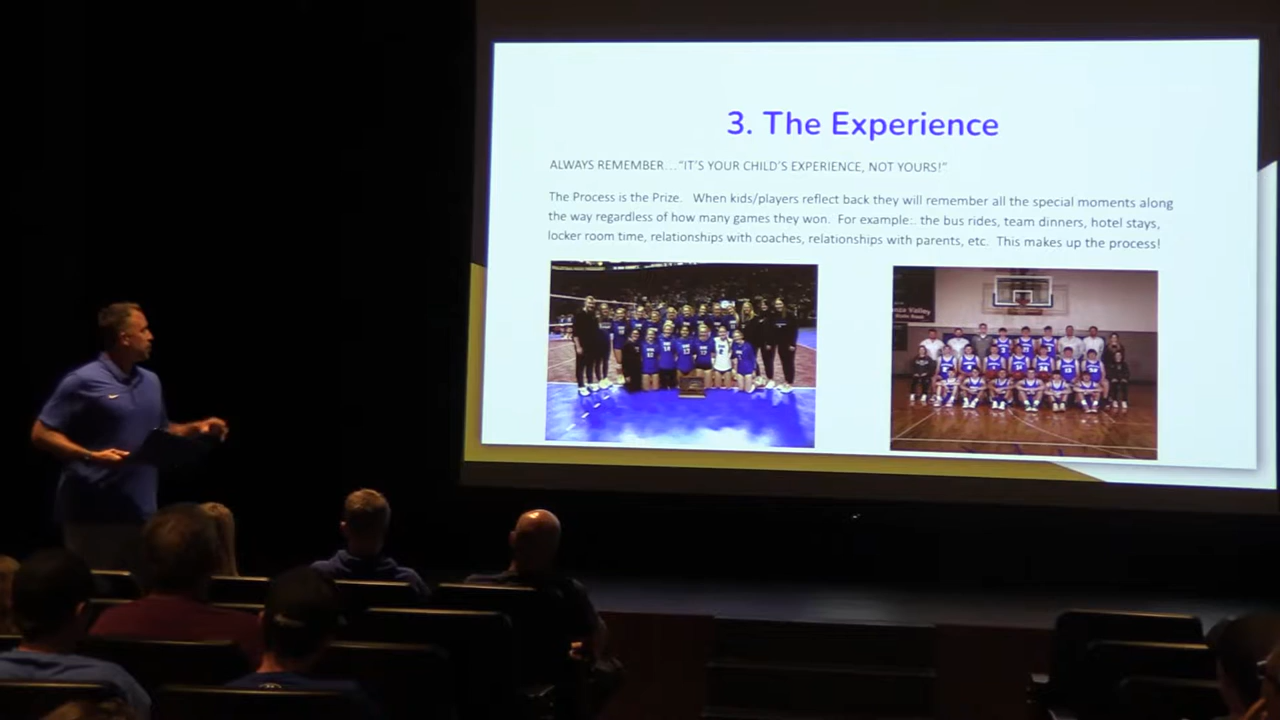 3. The Experience
ALWAYS REMEMBER…“IT’S YOUR CHILD’S EXPERIENCE, NOT YOURS!”
The Process is the Prize. When kids/players reflect back they will remember all the special moments along
the way regardless of how many games they won. For example:. the bus rides, team dinners, hotel stays,
locker room time, relationships with coaches, relationships with parents, etc. This makes up the process!
Valley